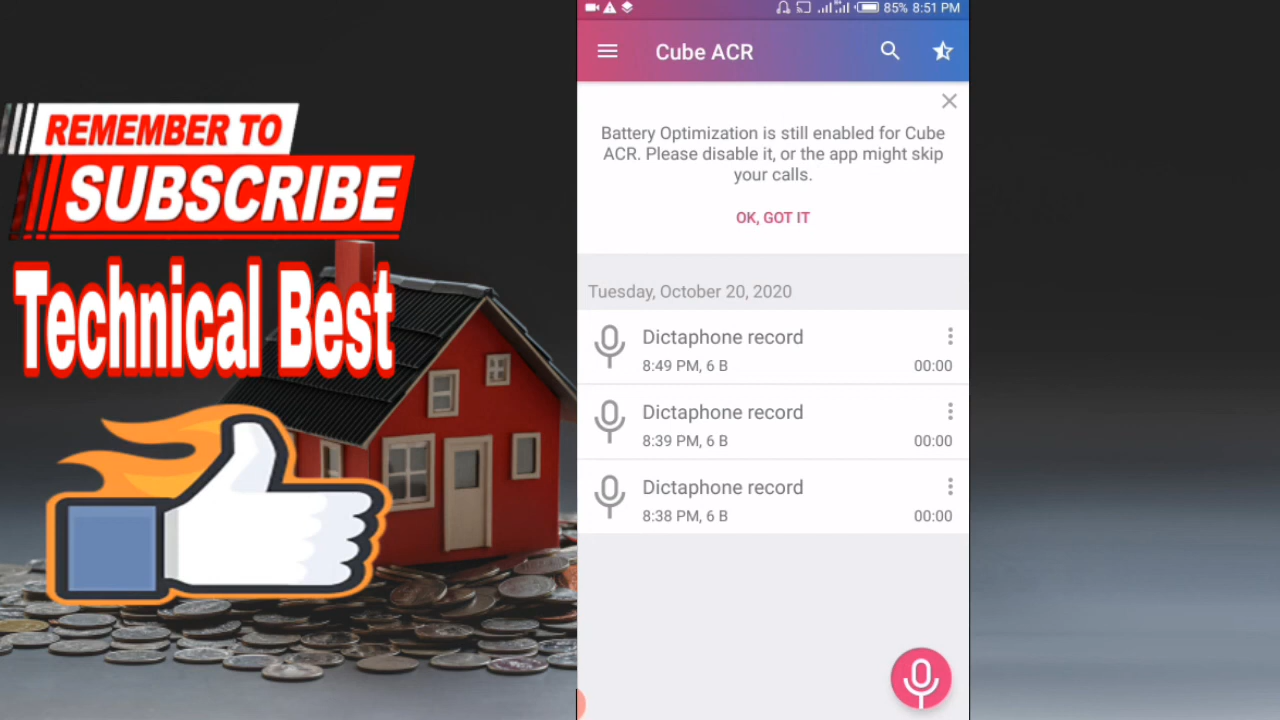 REMEMBER TO
SUBSCRIBE
Technical Best
85% 8:51 PM
Cube ACR
Battery Optimization is still enabled for Cube
ACR. Please disable it, or the app might skip
your calls.
OK, GOT IT
Tuesday, October 20, 2020
Dictaphone record
8:49 PM, 6 B 00:00
Dictaphone record
8:39 PM, 6 B 00:00
Dictaphone record
8:38 PM, 6 B 00:00